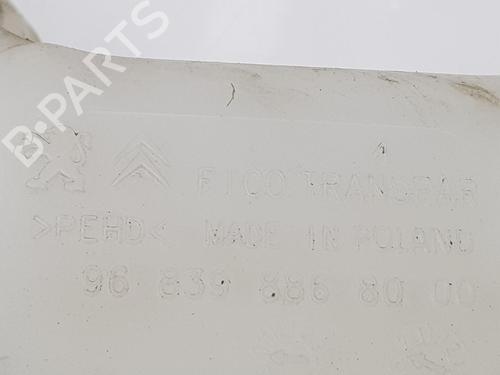 B-PARTS
FICO TRANSPAR
>PEHD< MADE IN POLAND
96 839 886 80 00